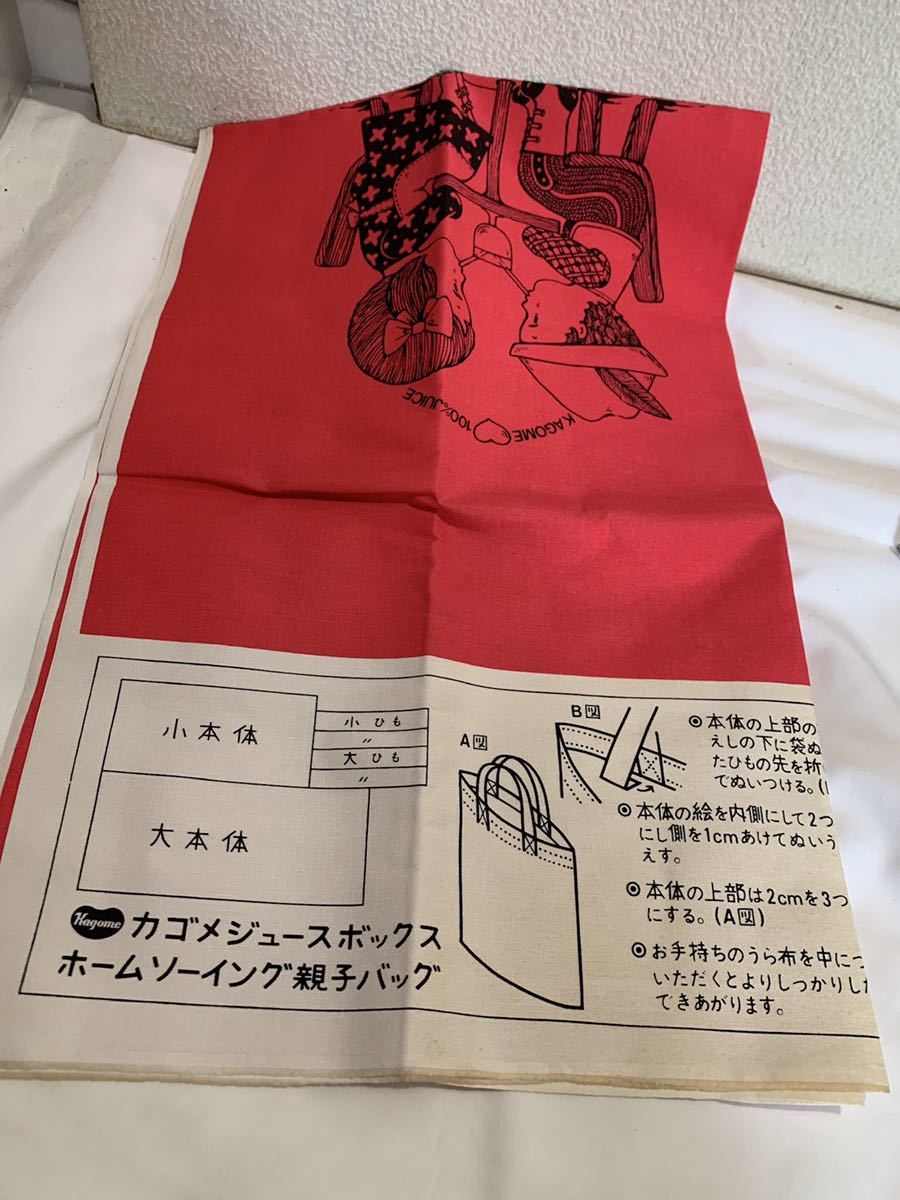 KAGOME 100% JUICE
小本体
小 ひも
〃
大 ひも
〃
大本体
A図
B図
◎本体の上部の
えしの下に袋ぬ
たひもの先を折
てぬいつける。(
◎本体の絵を内側にして2つ
にし側を1cmあけてぬいう
えす。
◎本体の上部は2cmを3つ
にする。(A図)
◎お手持ちのうら布を中につ
いただくとよりしっかりした
できあがります。
Kagome カゴメジュースボックス
ホームソーイング親子バッグ